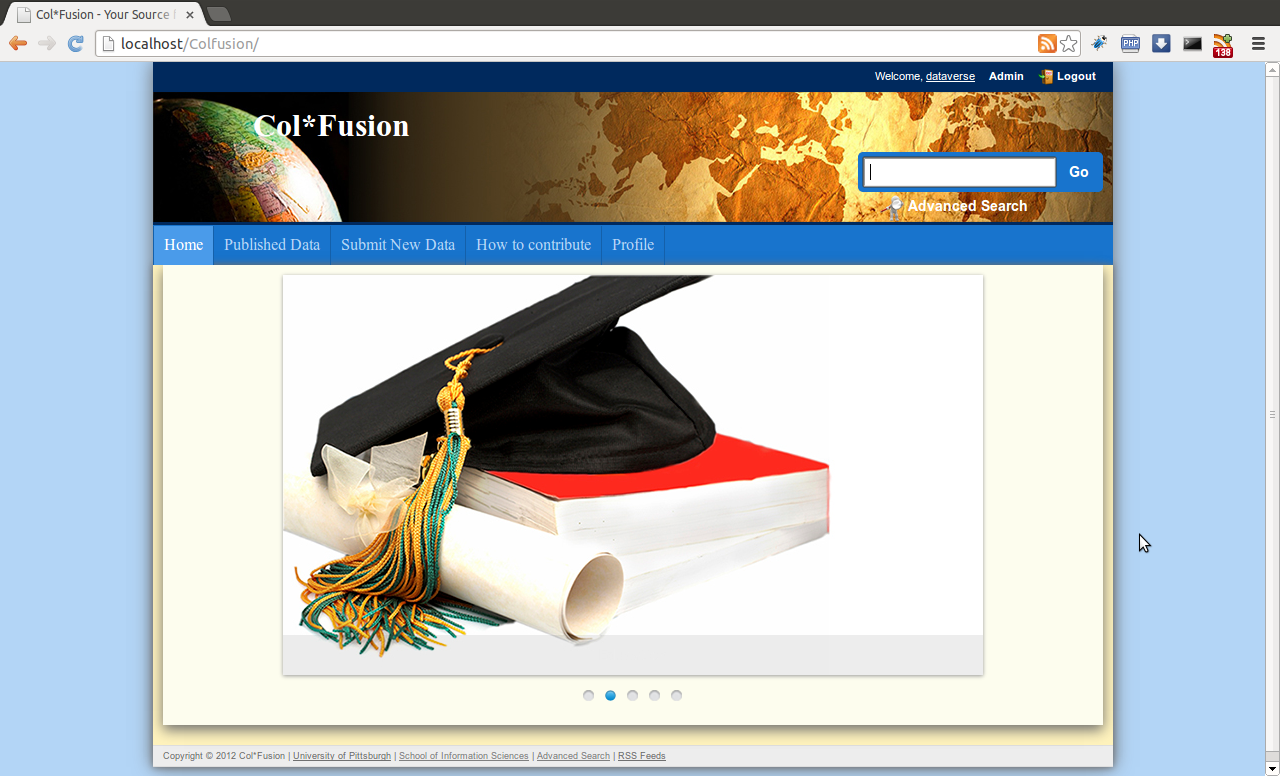 Col*Fusion - Your Source
localhost/Colfusion/
PHP
138
Welcome, dataverse Admin Logout
Col*Fusion
Go
Advanced Search
Home Published Data Submit New Data How to contribute Profile
Copyright © 2012 Col*Fusion | University of Pittsburgh | School of Information Sciences | Advanced Search | RSS Feeds